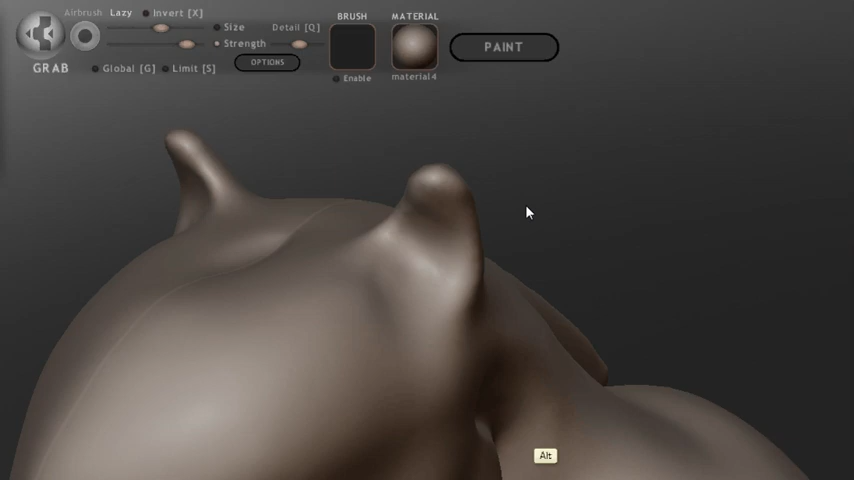 Airbrush Lazy Invert [X]
Size Detail [Q]
Strength
GRAB Global [G] Limit [S] OPTIONS
BRUSH
Enable
MATERIAL
material4
PAINT
Alt